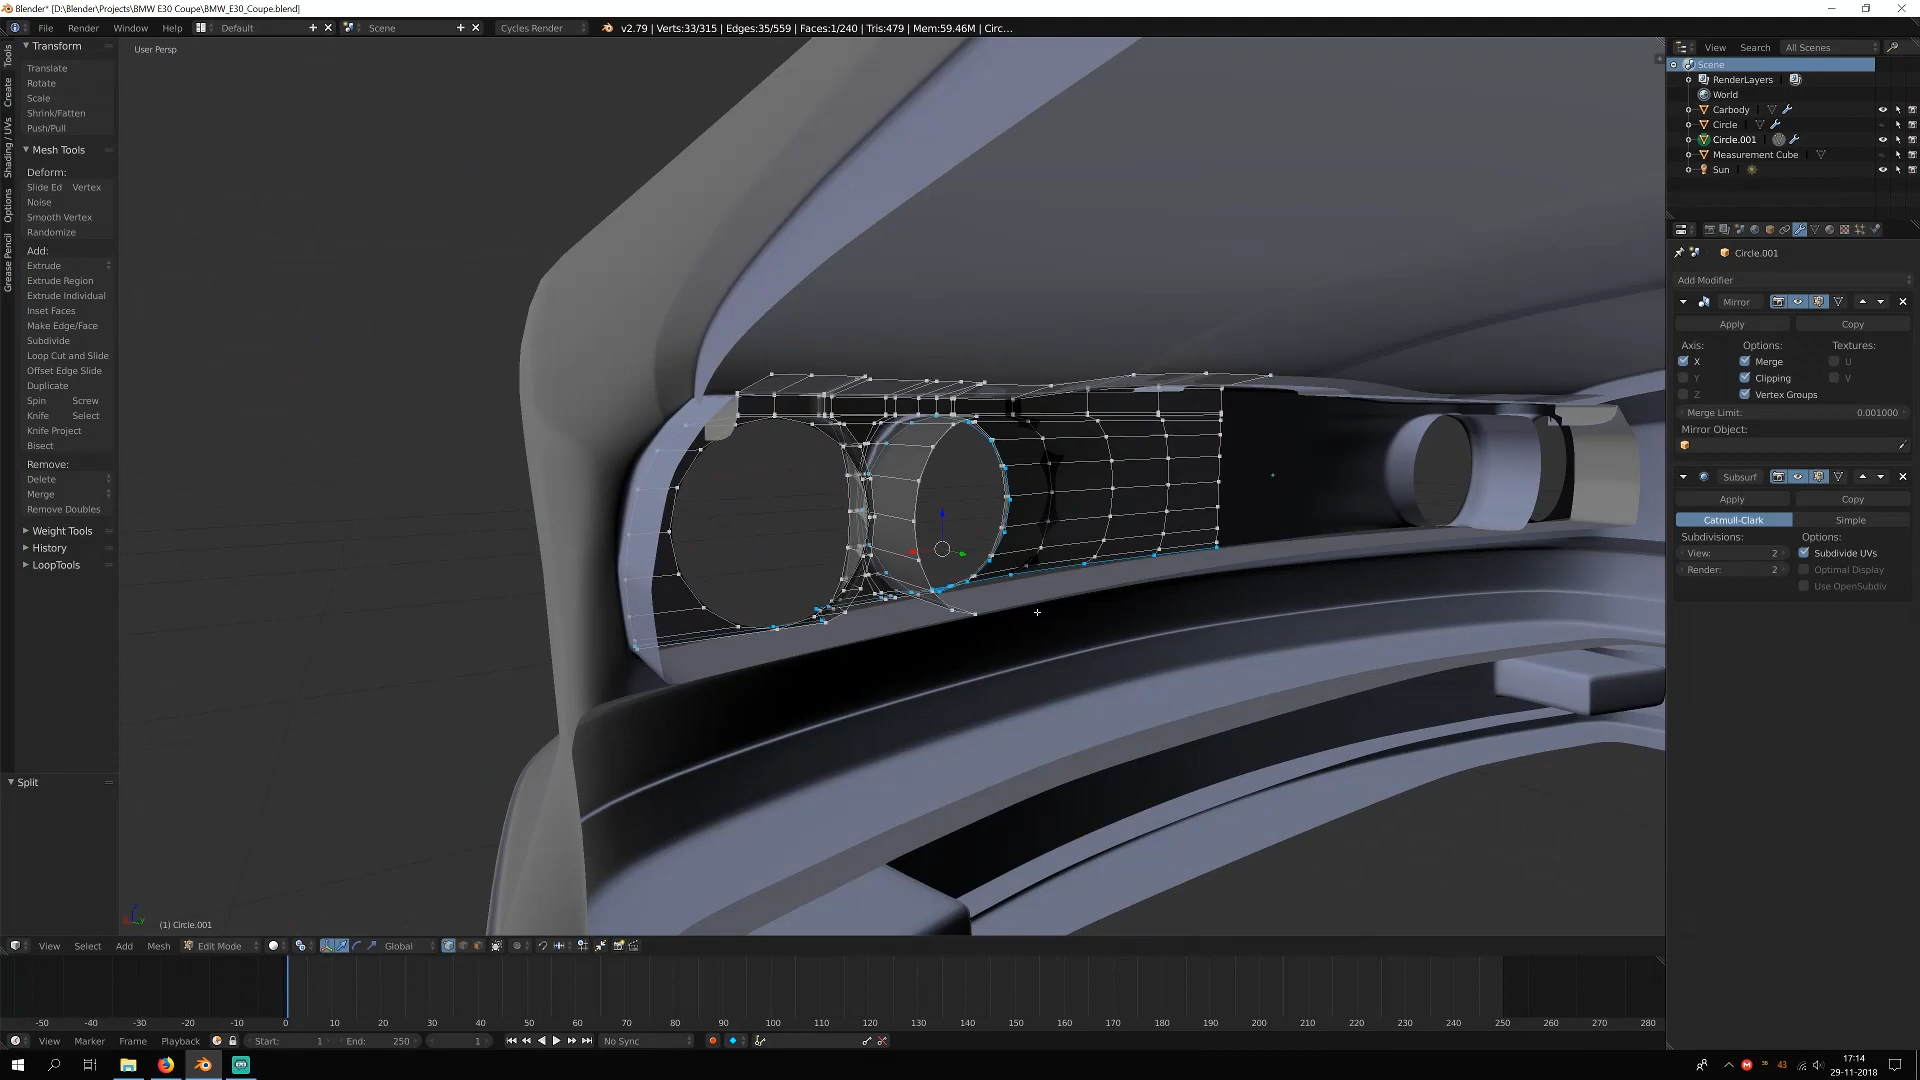 Blender* [D:\Blender\Projects\BMW E30 Coupe\BMW_E30_Coupe.blend]
File Render Window Help Default Scene Cycles Render v2.79 | Verts:33/315 | Edges:35/559 | Faces:1/240 | Tris:479 | Mem:59.46M | Circ...
Tools
Create
Shading / UVs
Options
Grease Pencil
Transform
Translate
Rotate
Scale
Shrink/Fatten
Push/Pull
Mesh Tools
Deform:
Slide Ed Vertex
Noise
Smooth Vertex
Randomize
Add:
Extrude
Extrude Region
Extrude Individual
Inset Faces
Make Edge/Face
Subdivide
Loop Cut and Slide
Offset Edge Slide
Duplicate
Spin Screw
Knife Select
Knife Project
Bisect
Remove:
Delete
Merge
Remove Doubles
Weight Tools
History
LoopTools
Split
User Persp
(1) Circle.001
View Search All Scenes
Scene
RenderLayers
World
Carbody
Circle
Circle.001
Measurement Cube
Sun
Circle.001
Add Modifier
Mirror
Apply Copy
Axis: Options: Textures:
X Merge U
Y Clipping V
Z Vertex Groups
Merge Limit: 0.001000
Mirror Object:
Subsurf
Apply Copy
Catmull-Clark Simple
Subdivisions: Options:
View: 2 Subdivide UVs
Render: 2 Optimal Display
Use OpenSubdiv
View Select Add Mesh Edit Mode Global
-50 -40 -30 -20 -10 0 10 20 30 40 50 60 70 80 90 100 110 120 130 140 150 160 170 180 190 200 210 220 230 240 250 260 270 280
View Marker Frame Playback Start: 1 End: 250 1 No Sync
43
17:14
29-11-2018